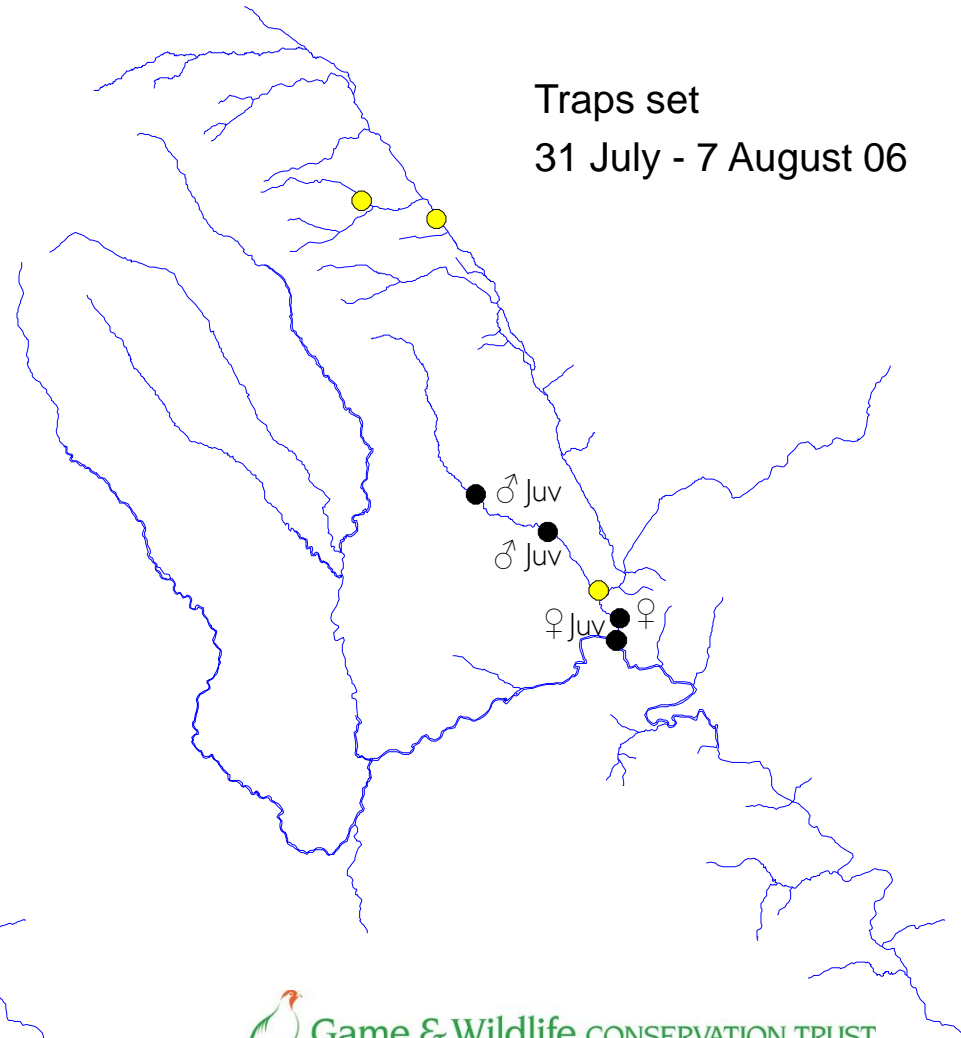 Traps set
31 July - 7 August 06
♂ Juv
♂ Juv
♀ Juv
♀
Game & Wildlife CONSERVATION TRUST